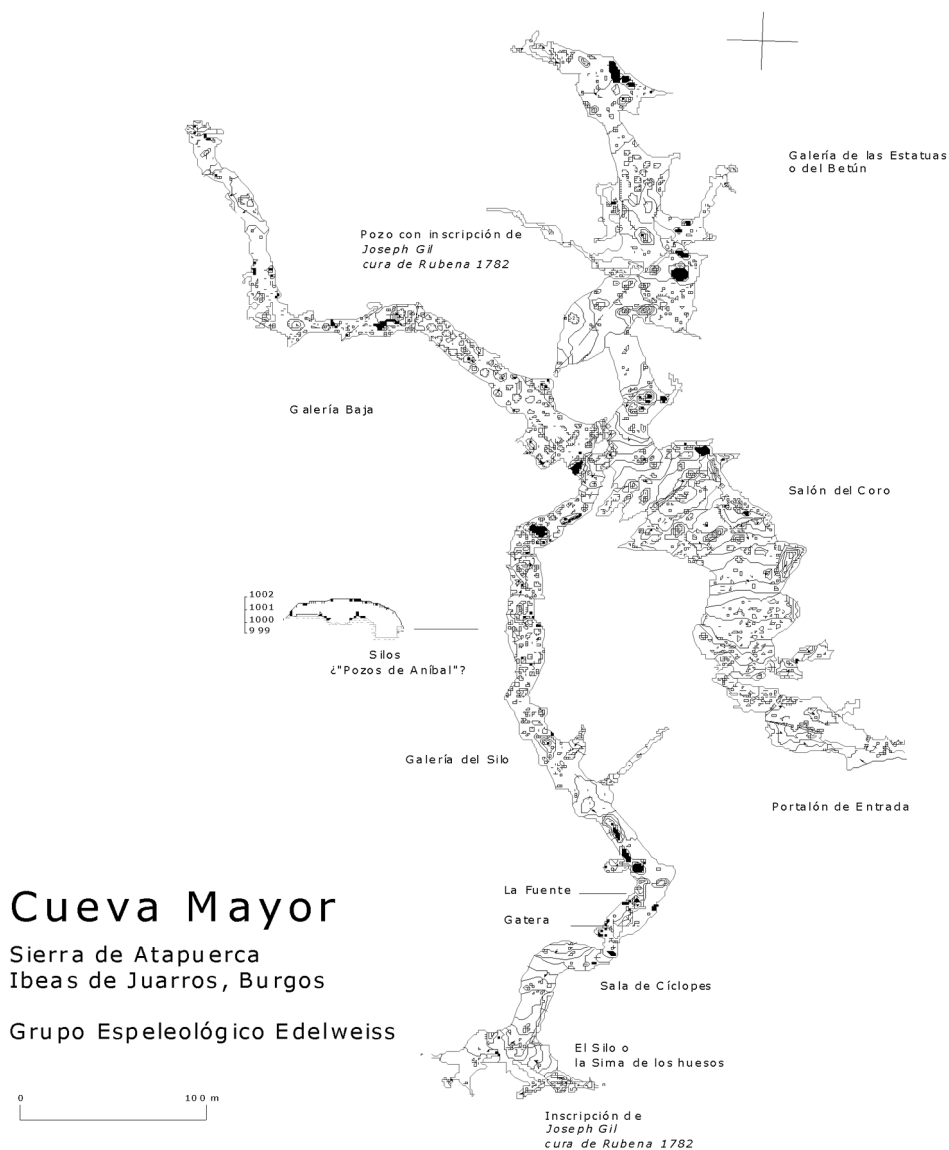 Galería de las Estatuas
o del Betún
Pozo con inscripción de
Joseph Gil
cura de Rubena 1782
Galería Baja
Salón del Coro
1002
1001
1000
999
Silos
¿"Pozos de Aníbal"?
Galería del Silo
Portalón de Entrada
La Fuente
Gatera
Cueva Mayor
Sierra de Atapuerca
Ibeas de Juarros, Burgos
Grupo Espeleológico Edelweiss
Sala de Cíclopes
El Silo o
la Sima de los huesos
0 100 m
Inscripción de
Joseph Gil
cura de Rubena 1782